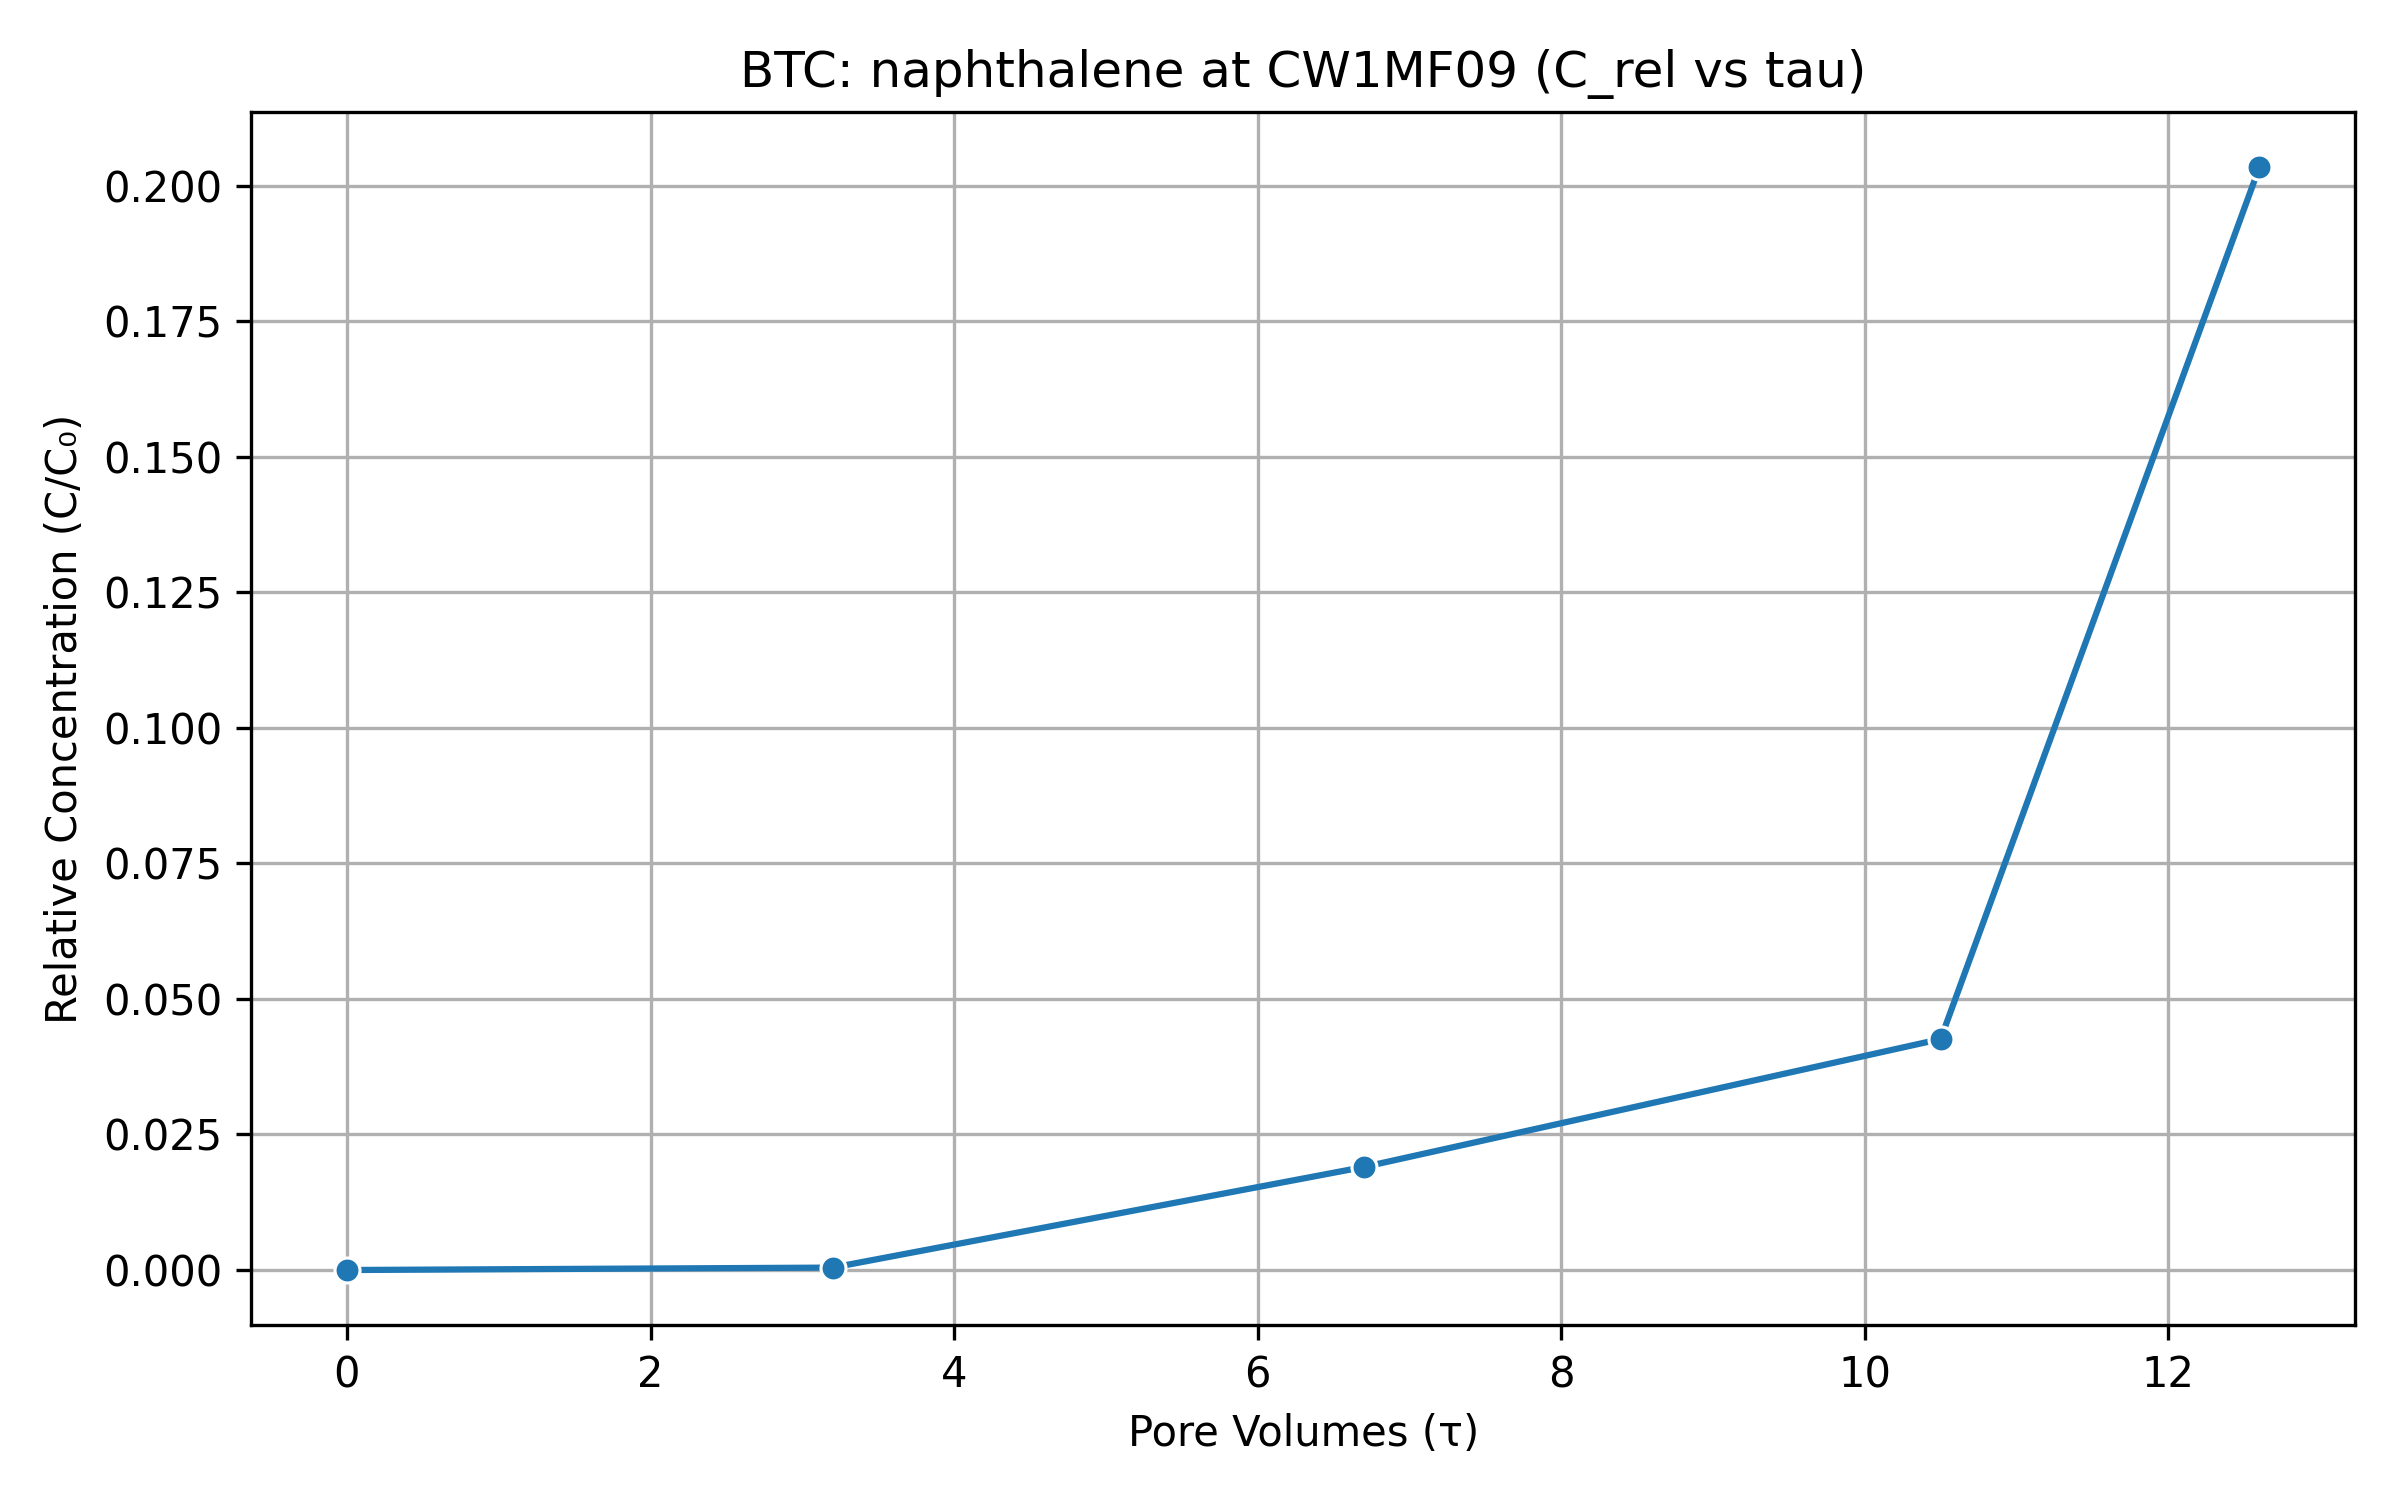 BTC: naphthalene at CW1MF09 (C_rel vs tau)
Relative Concentration (C/C₀)
0.200
0.175
0.150
0.125
0.100
0.075
0.050
0.025
0.000
0 2 4 6 8 10 12
Pore Volumes (τ)